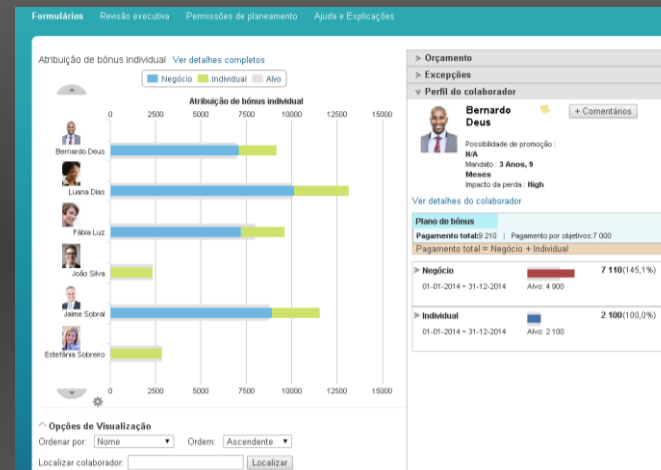 Formulários Revisão executiva Permissões de planeamento Ajuda e Explicações
Atribuição de bónus individual Ver detalhes completos
Negócio Individual Alvo
Atribuição de bónus individual
0 2500 5000 7500 10000 12500 15000
Bernardo Deus
Luana Dias
Fábia Luz
João Silva
Jaime Sobral
Estefânia Sobreiro
0 2500 5000 7500 10000 12500 15000
Opções de Visualização
Ordenar por: Nome Ordem: Ascendente
Localizar colaborador: Localizar
Orçamento
Excepções
Perfil do colaborador
Bernardo
Deus
+ Comentários
Possibilidade de promoção :
N/A
Mandato : 3 Anos, 9
Meses
Impacto da perda : High
Ver detalhes do colaborador
Plano de bónus
Pagamento total:9 210 | Pagamento por objetivos:7 000
Pagamento total = Negócio + Individual
Negócio 7 110(145,1%)
01-01-2014 - 31-12-2014 Alvo: 4 900
Individual 2 100(100,0%)
01-01-2014 - 31-12-2014 Alvo: 2 100